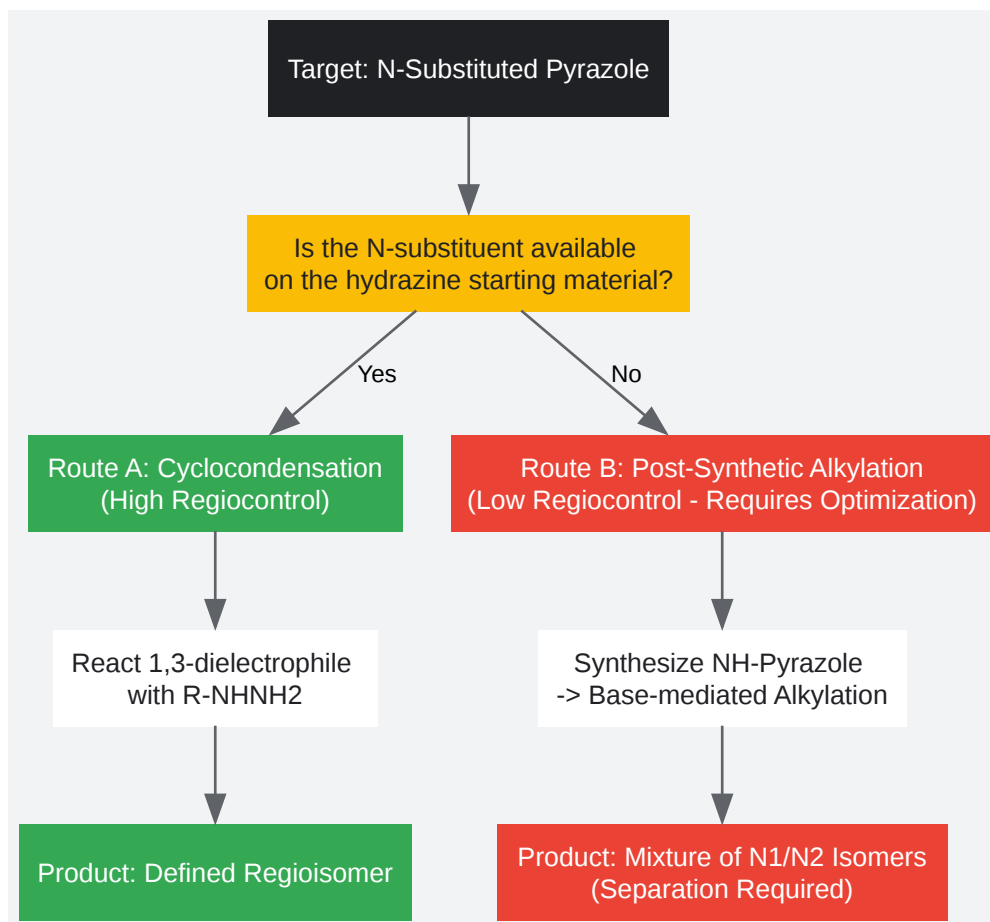 Target: N-Substituted Pyrazole
Is the N-substituent available
on the hydrazine starting material?
Yes
No
Route A: Cyclocondensation
(High Regiocontrol)
Route B: Post-Synthetic Alkylation
(Low Regiocontrol - Requires Optimization)
React 1,3-dielectrophile
with R-NHNH2
Synthesize NH-Pyrazole
-> Base-mediated Alkylation
Product: Defined Regioisomer
Product: Mixture of N1/N2 Isomers
(Separation Required)